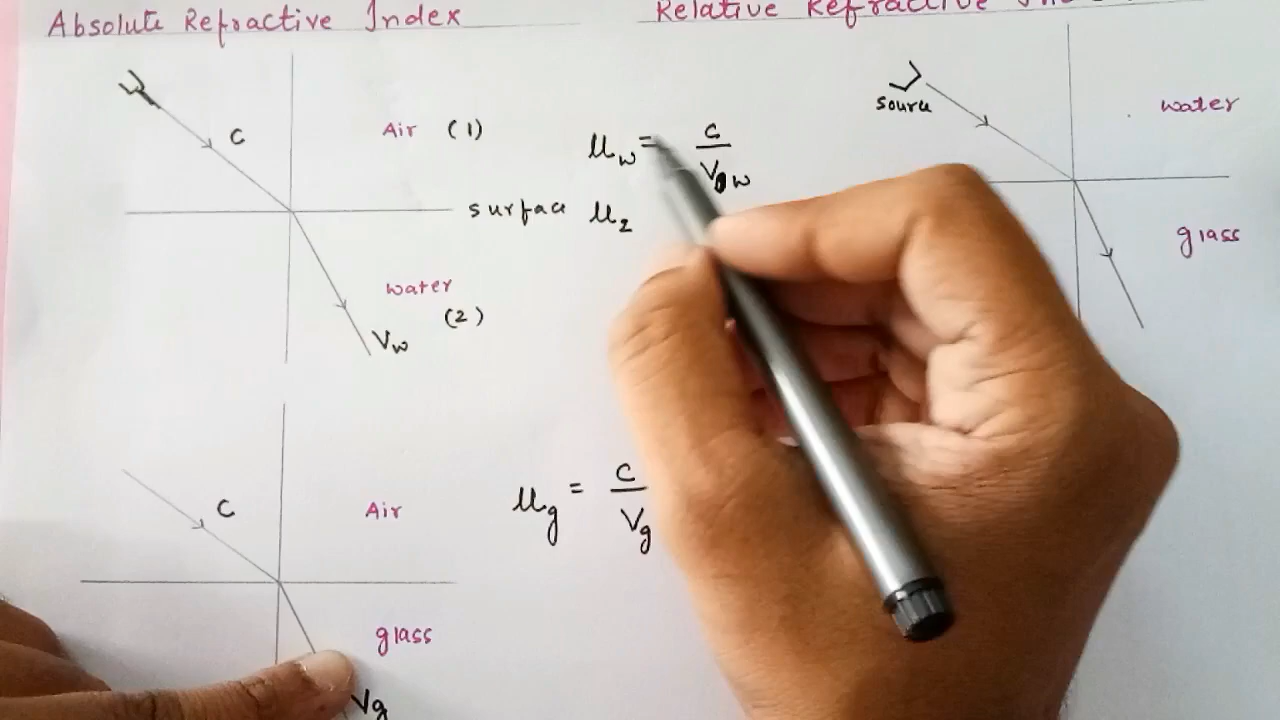 Absolute Refractive Index
Relative Refractive
C
Air (1)
μw = C/Vw
surface μ2
water
(2)
Vw
source
water
glass
C
Air
μg = C/Vg
glass
Vg